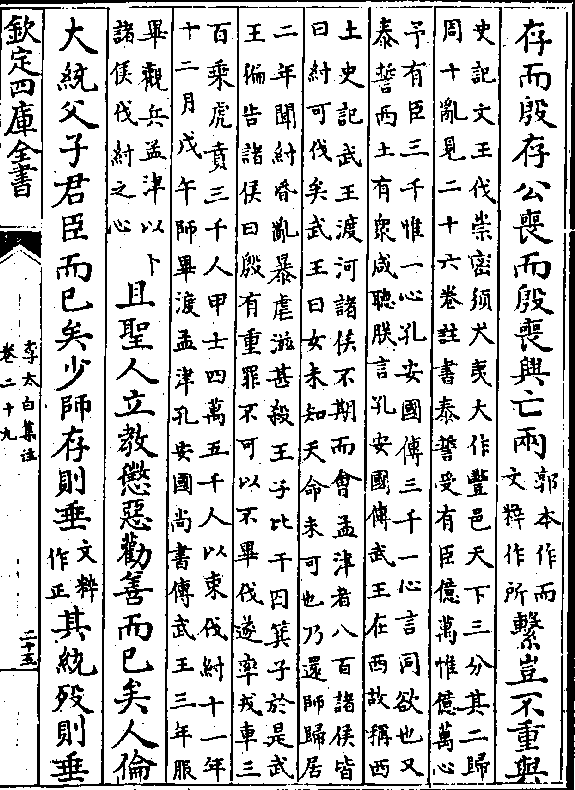 存而殷存公喪而殷喪興亡兩
郭本作而
文粹作所
繫豈不重與
史記文王伐崇密須犬夷大作豐邑天下三分其二歸
周十亂見二十六卷註書泰誓受有臣億萬惟億萬心
予有臣三千惟一心孔安國傳三千一心言同欲也又
泰誓西土有衆咸聽朕言孔安國傳武王在西故稱西
土史記武王渡河諸侯不期而會孟津者八百諸侯皆
曰紂可伐矣武王曰女未知天命未可也乃還師歸居
二年聞紂昏亂暴虐滋甚殺王子比干囚箕子於是武
王徧告諸侯曰殷有重罪不可以不畢伐遂率戎車三
百乘虎賁三千人甲士四萬五千人以東伐紂十一年
十二月戊午師畢渡孟津孔安國尚書傳武王三年服
畢觀兵孟津以卜
諸侯伐紂之心
且聖人立教懲惡勸善而已矣人倫
大統父子君臣而已矣少師存則垂
文粹
作正
其統歿則垂
欽定四庫全書
李太白集注
卷二十九
二十五